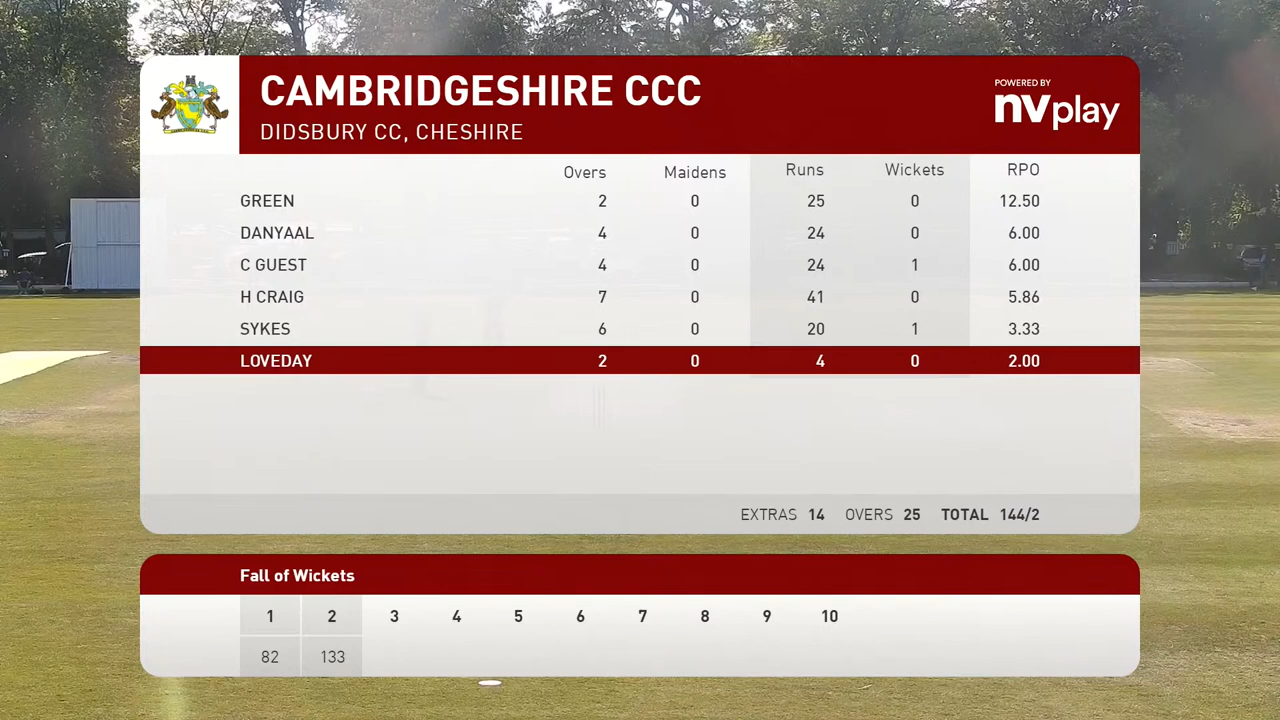 CAMBRIDGESHIRE CCC
DIDSBURY CC, CHESHIRE
POWERED BY
nvplay
Overs Maidens Runs Wickets RPO
GREEN 2 0 25 0 12.50
DANYAAL 4 0 24 0 6.00
C GUEST 4 0 24 1 6.00
H CRAIG 7 0 41 0 5.86
SYKES 6 0 20 1 3.33
LOVEDAY 2 0 4 0 2.00
EXTRAS 14 OVERS 25 TOTAL 144/2
Fall of Wickets
1 2 3 4 5 6 7 8 9 10
82 133